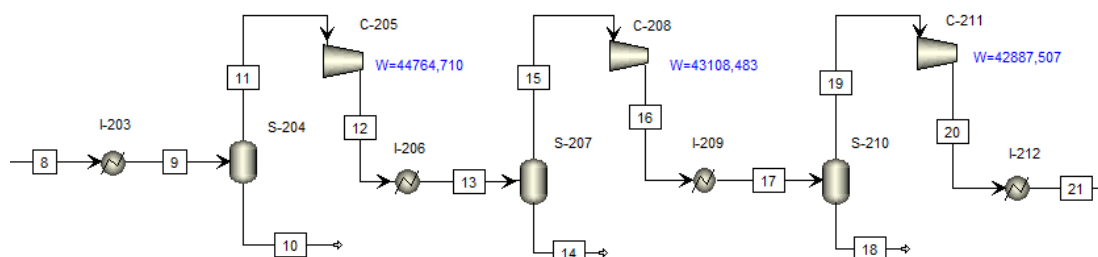 C-205
C-208
C-211
W=44764,710
W=43108,483
W=42887,507
11
15
19
I-203
S-204
12
S-207
16
S-210
20
8
9
I-206
13
I-209
17
I-212
21
10
14
18